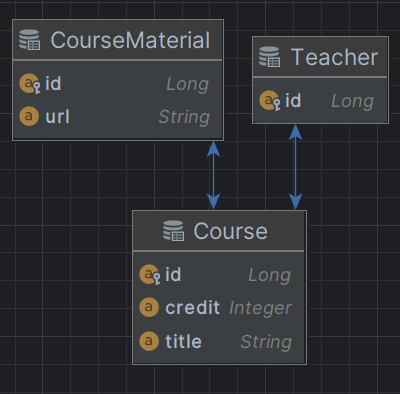 CourseMaterial
id Long
url String
Teacher
id Long
Course
id Long
credit Integer
title String